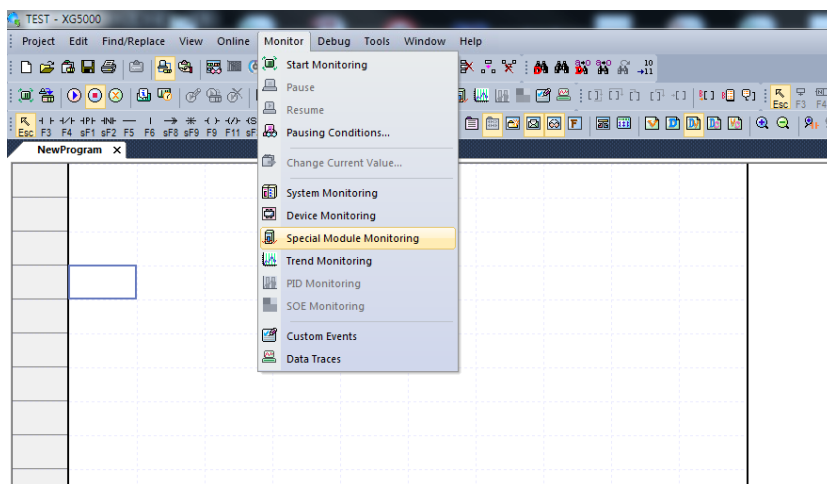 TEST - XG5000
Project Edit Find/Replace View Online Monitor Debug Tools Window Help
Start Monitoring
Pause
Resume
Pausing Conditions...
Change Current Value...
System Monitoring
Device Monitoring
Special Module Monitoring
Trend Monitoring
PID Monitoring
SOE Monitoring
Custom Events
Data Traces
Esc F3 F4 sF1 sF2 F5 F6 sF8 sF9 F9 F11
Esc F3 F4
NewProgram X